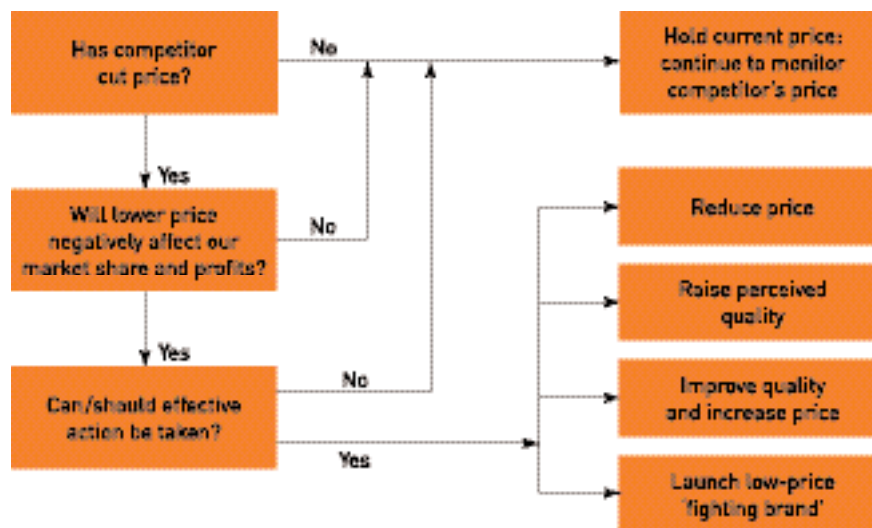 Has competitor
cut price?
No
Hold current price:
continue to monitor
competitor's price
Yes
Will lower price
negatively affect our
market share and profits?
No
Reduce price
Raise perceived
quality
Yes
Can/should effective
action be taken?
No
Yes
Improve quality
and increase price
Launch low-price
'fighting brand'